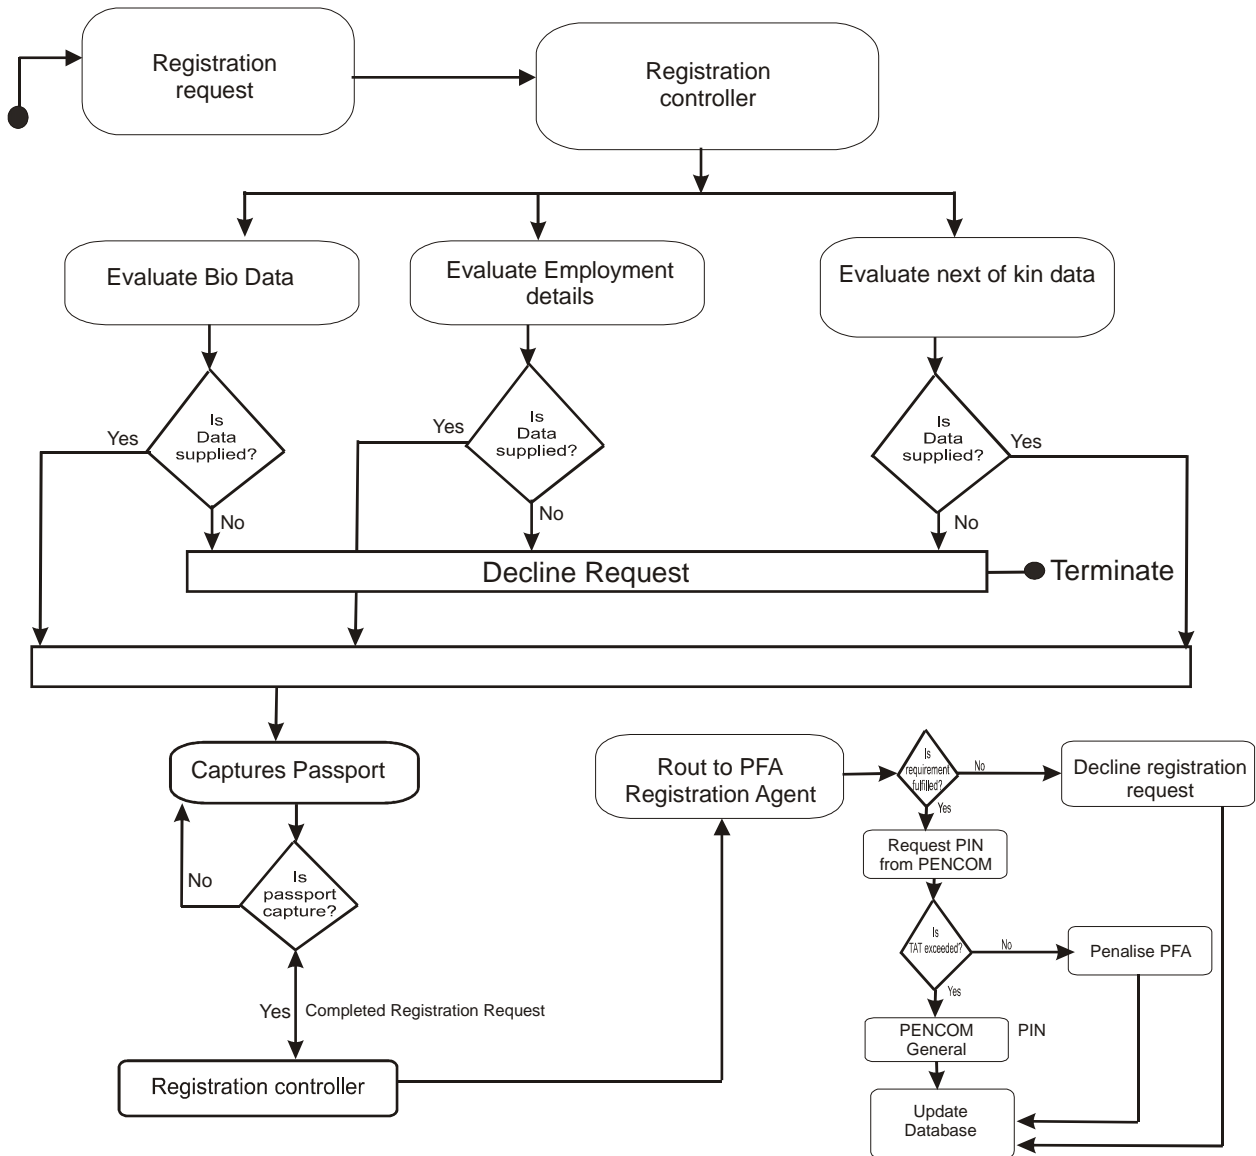 Registration
request
Registration
controller
Evaluate Bio Data
Evaluate Employment
details
Evaluate next of kin data
Is
Data
supplied?
Yes
No
Is
Data
supplied?
Yes
No
Is
Data
supplied?
Yes
No
Decline Request
Terminate
Captures Passport
Is
passport
capture?
No
Yes
Completed Registration Request
Registration controller
Rout to PFA
Registration Agent
Is
requirement
fulfilled?
No
Yes
Decline registration
request
Request PIN
from PENCOM
Is
TAT exceeded?
No
Yes
Penalise PFA
PENCOM
General
PIN
Update
Database